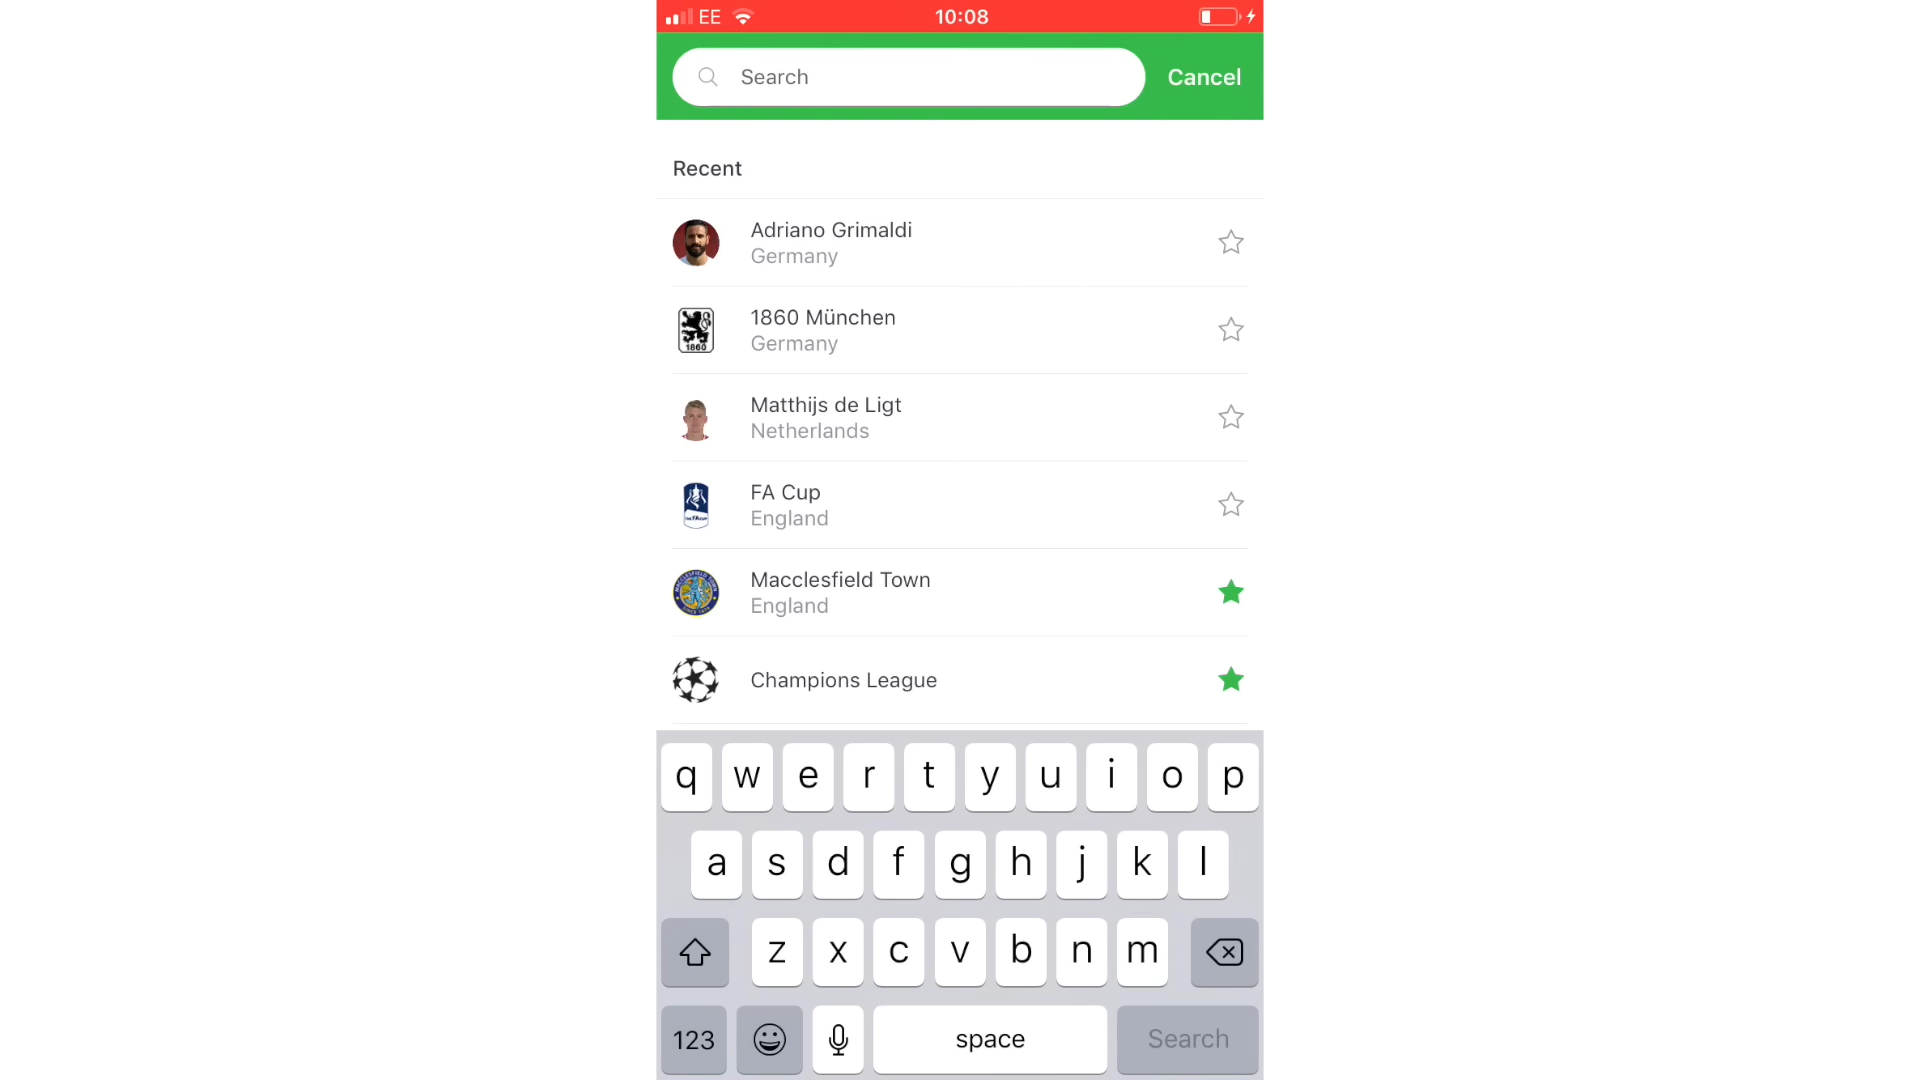 EE 10:08
Search Cancel
Recent
Adriano Grimaldi
Germany
1860 München
Germany
1860
Matthijs de Ligt
Netherlands
FA Cup
England
Macclesfield Town
England
Champions League
q w e r t y u i o p
a s d f g h j k l
z x c v b n m
123 space Search